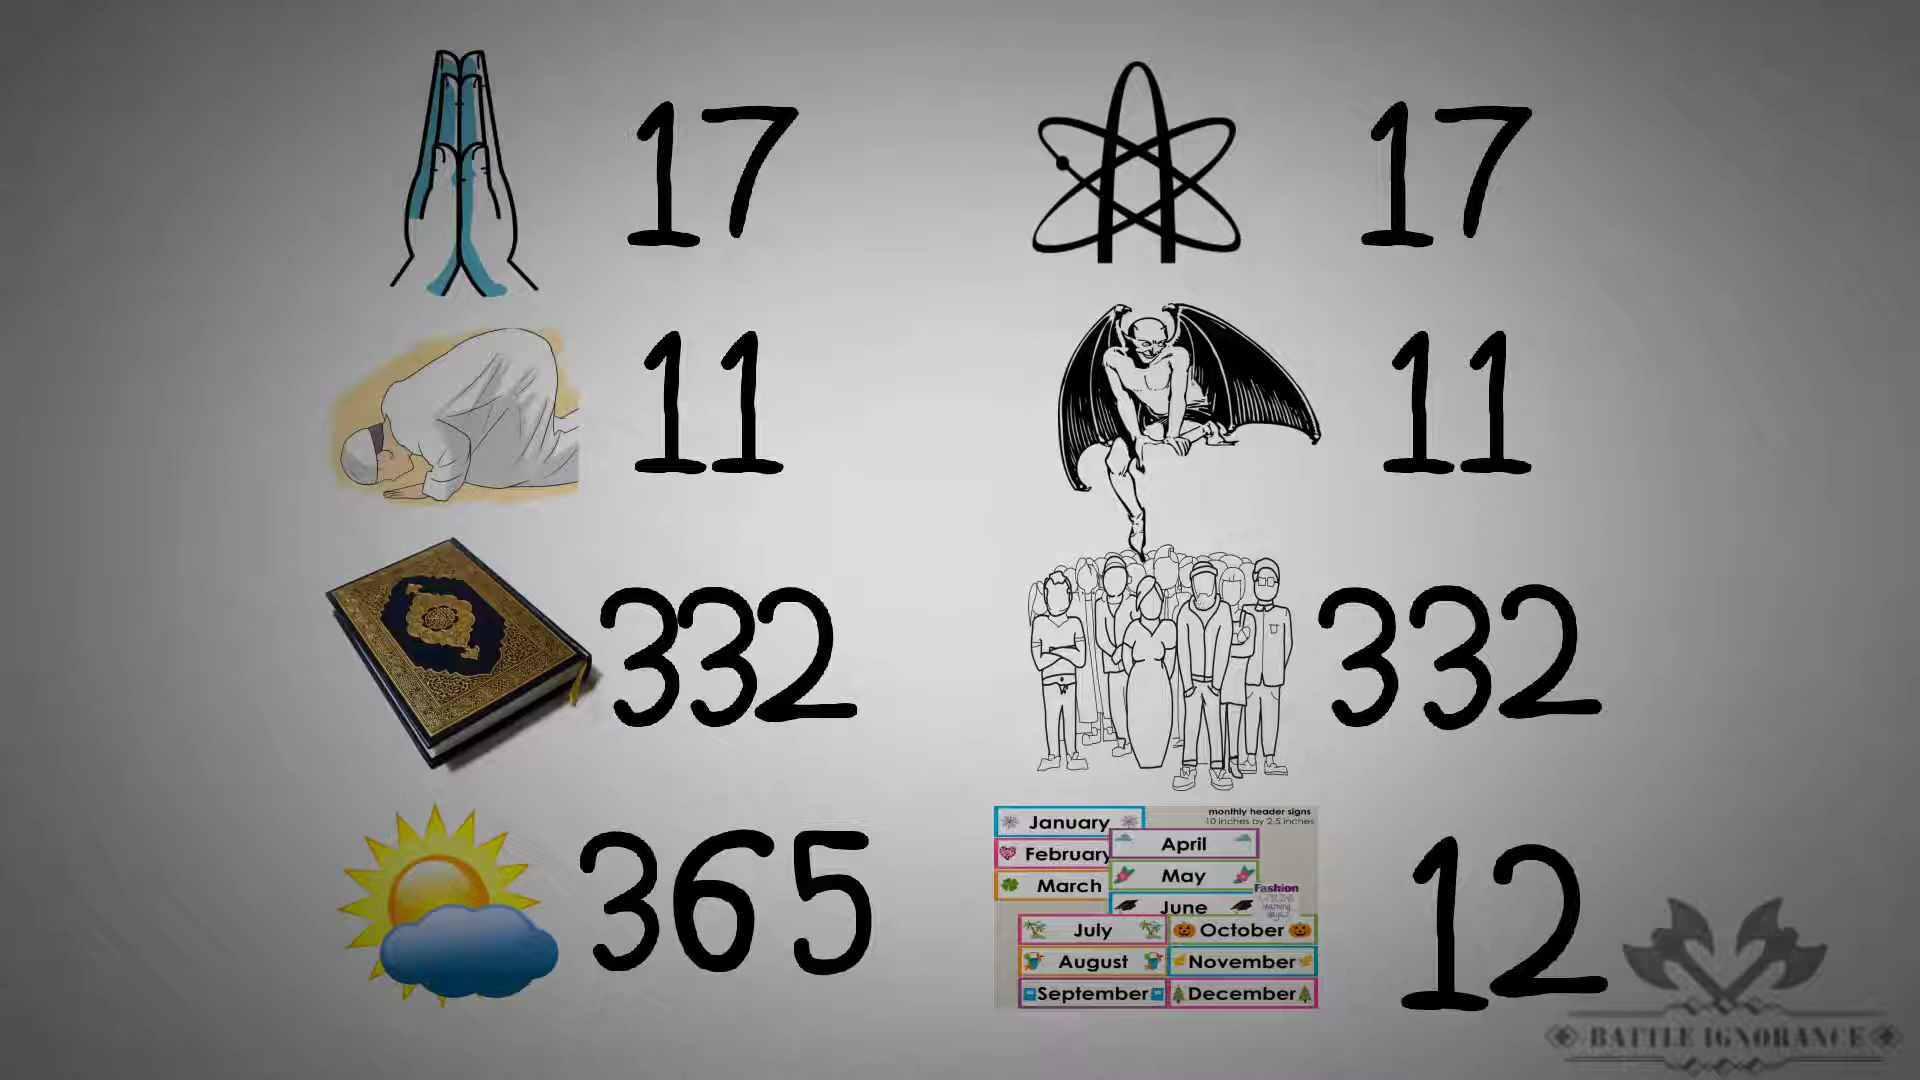 17 17
11 11
332 332
365 12
January
February
March
April
May
June
July
August
September
October
November
December
monthly header signs
10 inches by 2.5 inches
Fashion
BATTLE IGNORANCE